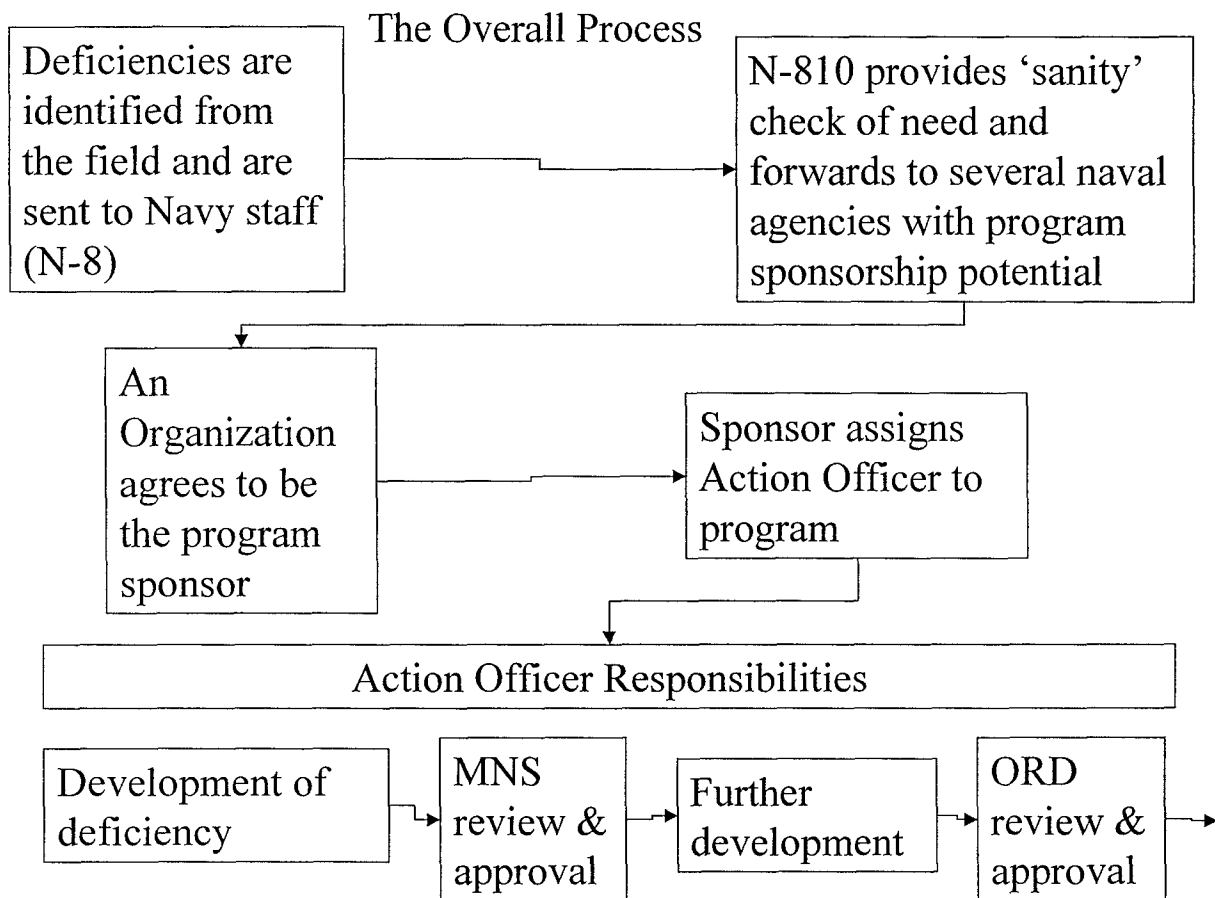 The Overall Process
Deficiencies are
identified from
the field and are
sent to Navy staff
(N-8)
N-810 provides ‘sanity’
check of need and
forwards to several naval
agencies with program
sponsorship potential
An
Organization
agrees to be
the program
sponsor
Sponsor assigns
Action Officer to
program
Action Officer Responsibilities
Development of
deficiency
MNS
review &
approval
Further
development
ORD
review &
approval